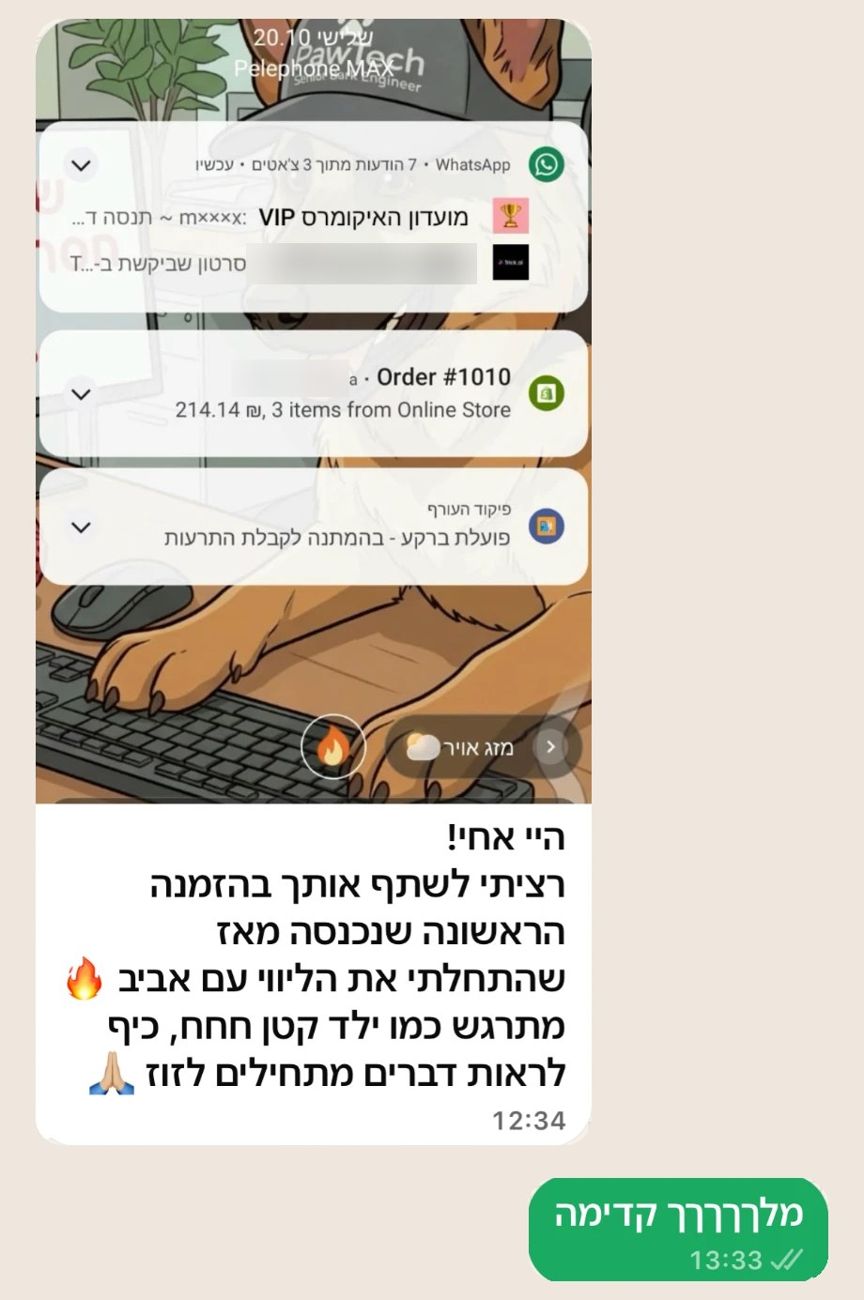 שלישי 20.10
Pelephone MAX
PawTech
Senior Bark Engineer
WhatsApp • 7 הודעות מתוך 3 צ'אטים • עכשיו
מועדון האיקומרס VIP m×××x: ~ תנסה ד...
סרטון שביקשת ב-...T
Order #1010 • a
214.14 ₪, 3 items from Online Store
פיקוד העורף
פועלת ברקע - בהמתנה לקבלת התרעות
מזג אויר
היי אחי!
רציתי לשתף אותך בהזמנה
הראשונה שנכנסה מאז
שהתחלתי את הליווי עם אביב 🔥
מתרגש כמו ילד קטן חחח, כיף
לראות דברים מתחילים לזוז 🙏🏼
12:34
מלךךךךך קדימה
13:33